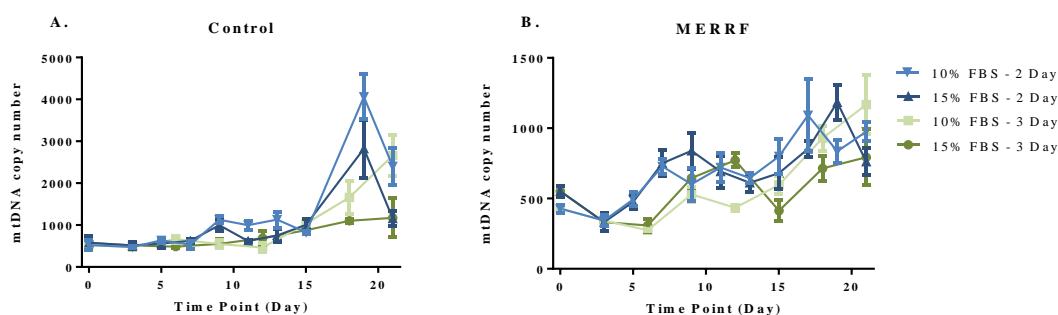 A.
Control
mtDNA copy number
5000
4000
3000
2000
1000
0
0 5 10 15 20
Time Point (Day)
B.
MERRF
mtDNA copy number
1500
1000
500
0
0 5 10 15 20
Time Point (Day)
10% FBS - 2 Day
15% FBS - 2 Day
10% FBS - 3 Day
15% FBS - 3 Day